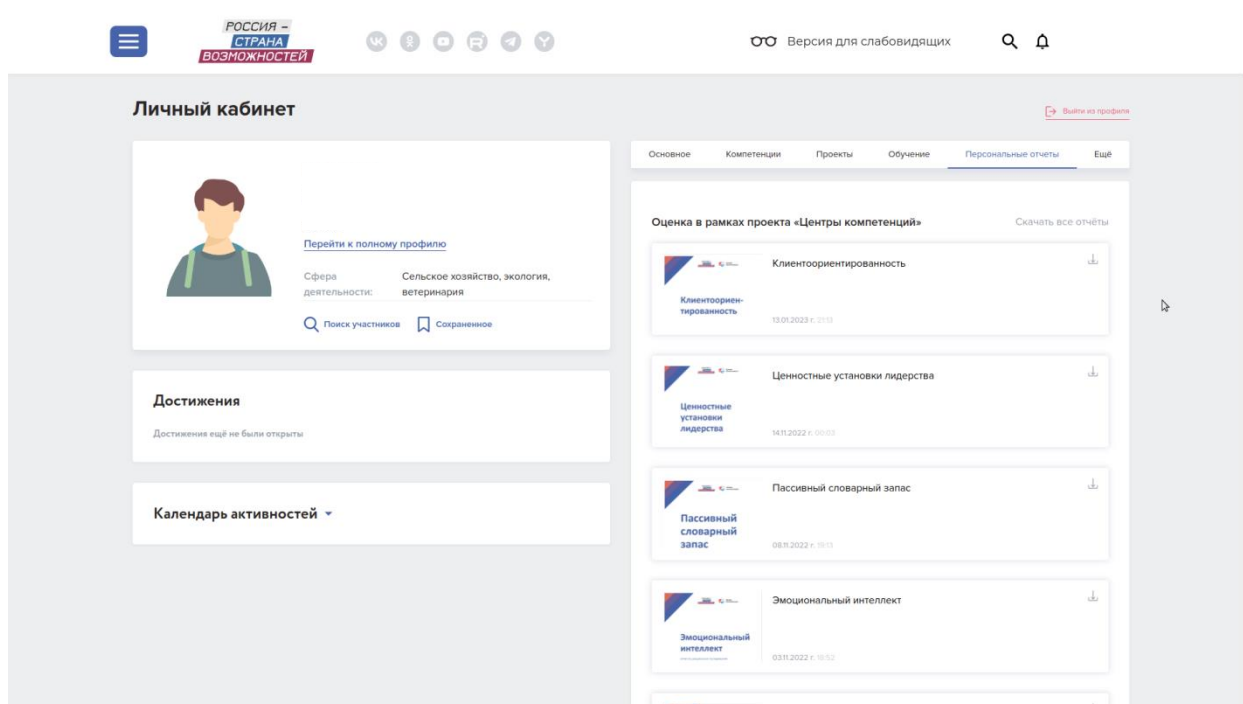 РОССИЯ –
СТРАНА
ВОЗМОЖНОСТЕЙ
Версия для слабовидящих
Личный кабинет
Выйти из профиля
Перейти к полному профилю
Сфера деятельности:
Сельское хозяйство, экология,
ветеринария
Поиск участников
Сохраненное
Достижения
Достижения ещё не были открыты
Календарь активностей
Основное Компетенции Проекты Обучение Персональные отчеты Ещё
Оценка в рамках проекта «Центры компетенций»
Скачать все отчёты
Клиентоориен-
тированность
Клиентоориентированность
13.01.2023 г. 21:13
Ценностные
установки
лидерства
Ценностные установки лидерства
14.11.2022 г. 00:03
Пассивный
словарный
запас
Пассивный словарный запас
08.11.2022 г. 19:13
Эмоциональный
интеллект
Эмоциональный интеллект
03.11.2022 г. 19:52